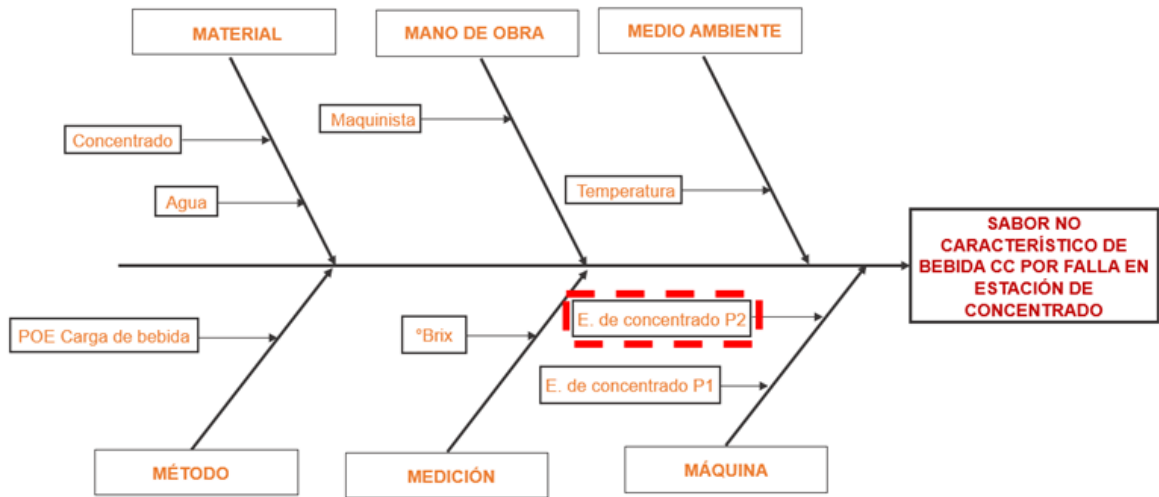 MATERIAL
MANO DE OBRA
MEDIO AMBIENTE
Concentrado
Maquinista
Agua
Temperatura
SABOR NO
CARACTERÍSTICO DE
BEBIDA CC POR FALLA EN
ESTACIÓN DE
CONCENTRADO
POE Carga de bebida
ºBrix
E. de concentrado P2
E. de concentrado P1
MÉTODO
MEDICIÓN
MÁQUINA